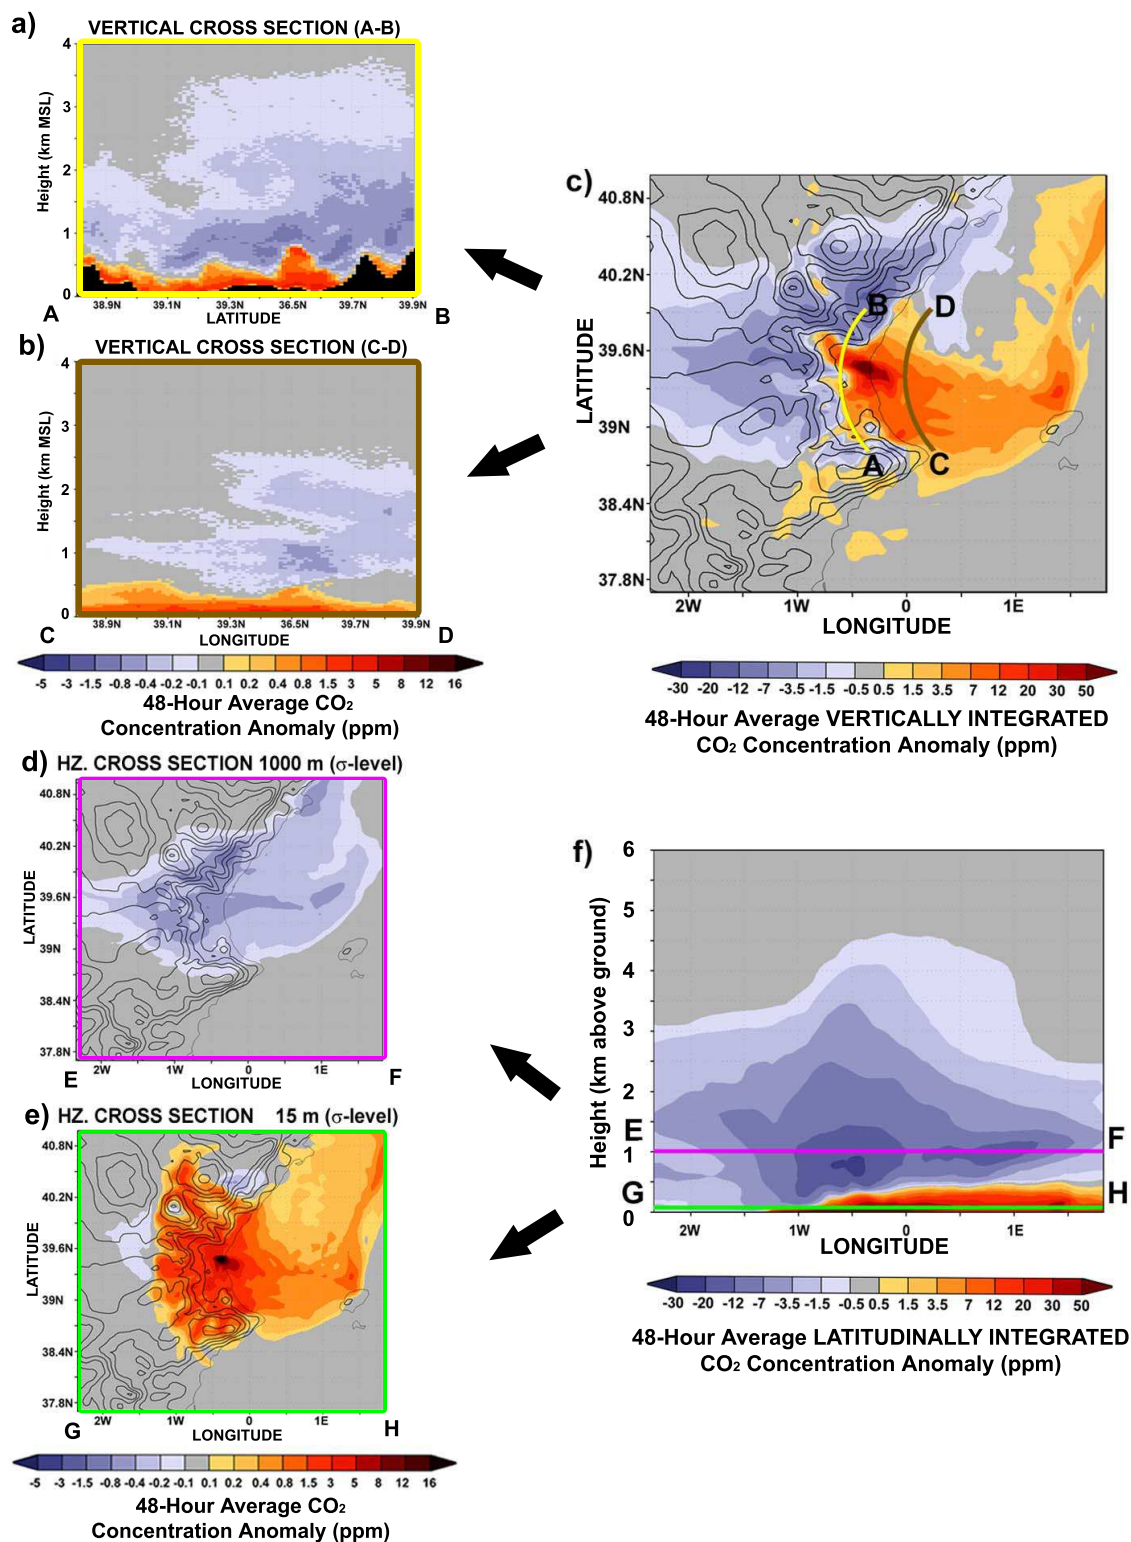 a)
VERTICAL CROSS SECTION (A-B)
4
3
2
1
0
Height (km MSL)
38.9N 39.1N 39.3N 36.5N 39.7N 39.9N
A LATITUDE B
b)
VERTICAL CROSS SECTION (C-D)
4
3
2
1
0
Height (km MSL)
38.9N 39.1N 39.3N 36.5N 39.7N 39.9N
C LONGITUDE D
-5 -3 -1.5 -0.8 -0.4 -0.2 -0.1 0.1 0.2 0.4 0.8 1.5 3 5 8 12 16
48-Hour Average CO2
Concentration Anomaly (ppm)
c)
40.8N
40.2N
39.6N
39N
38.4N
37.8N
LATITUDE
B D
A C
2W 1W 0 1E
LONGITUDE
-30 -20 -12 -7 -3.5 -1.5 -0.5 0.5 1.5 3.5 7 12 20 30 50
48-Hour Average VERTICALLY INTEGRATED
CO2 Concentration Anomaly (ppm)
d) HZ. CROSS SECTION 1000 m (σ-level)
40.8N
40.2N
39.6N
39N
38.4N
37.8N
LATITUDE
2W 1W 0 1E
E LONGITUDE F
e) HZ. CROSS SECTION 15 m (σ-level)
40.8N
40.2N
39.6N
39N
38.4N
37.8N
LATITUDE
2W 1W 0 1E
G LONGITUDE H
-5 -3 -1.5 -0.8 -0.4 -0.2 -0.1 0.1 0.2 0.4 0.8 1.5 3 5 8 12 16
48-Hour Average CO2
Concentration Anomaly (ppm)
f)
6
5
4
3
2
1
0
Height (km above ground)
E F
G H
2W 1W 0 1E
LONGITUDE
-30 -20 -12 -7 -3.5 -1.5 -0.5 0.5 1.5 3.5 7 12 20 30 50
48-Hour Average LATITUDINALLY INTEGRATED
CO2 Concentration Anomaly (ppm)